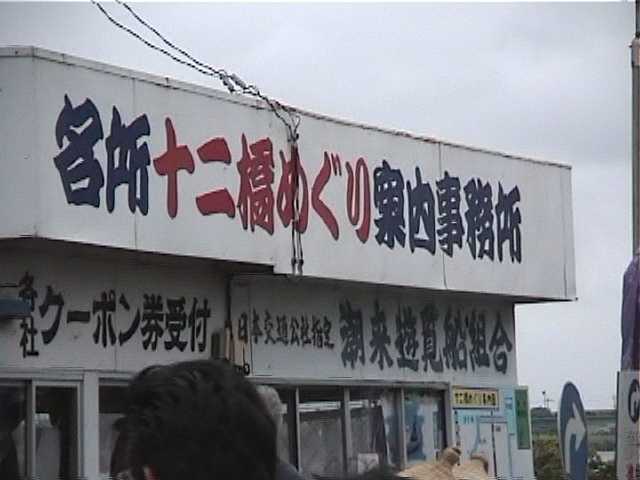 名所十二橋めぐり案内事務所
各社クーポン券受付
日本交通公社指定
潮来遊覧船組合